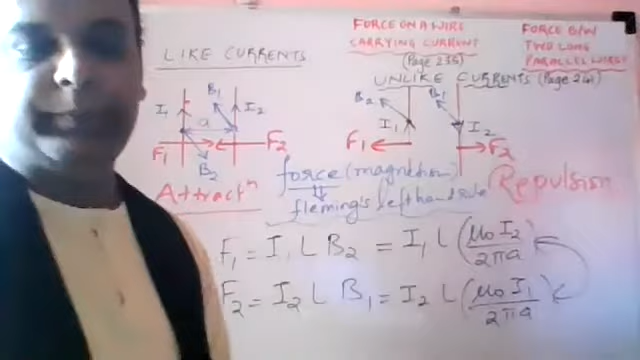 LIKE CURRENTS
FORCE ON A WIRE
CARRYING CURRENT
(Page 235)
FORCE B/W
TWO LONG
PARALLEL WIRES
UNLIKE CURRENTS (Page 241)
I₁ B₁ I₂
a
F₁ B₂ F₂
Attractⁿ
B₂ B₁
I₁ I₂
F₁ F₂
Repulsion
force (magnetism)
fleming's left hand rule
F₁ = I₁ L B₂ = I₁ L (μ₀ I₂ / 2πa)
F₂ = I₂ L B₁ = I₂ L (μ₀ I₁ / 2πa)